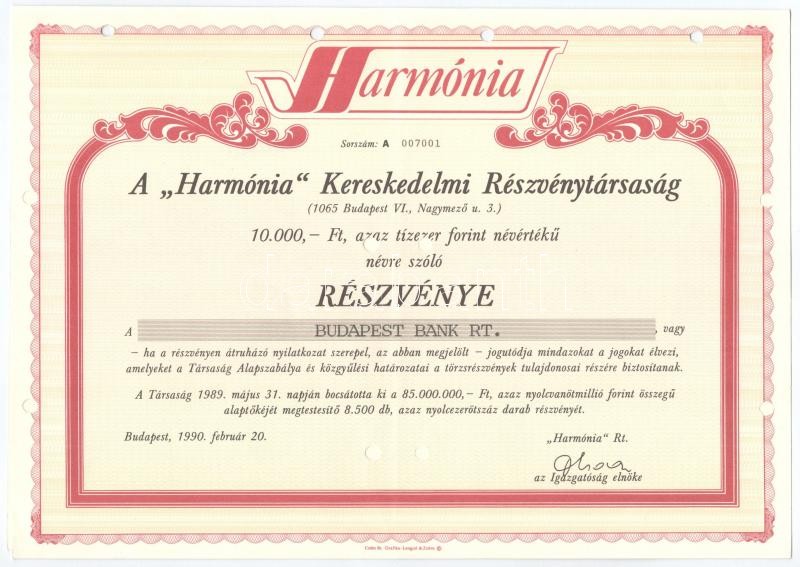 Harmónia
Sorszám: A 007001
A „Harmónia“ Kereskedelmi Részvénytársaság
(1065 Budapest VI., Nagymező u. 3.)
10.000,— Ft, azaz tízezer forint névértékű
névre szóló
RÉSZVÉNYE
A BUDAPEST BANK RT. , vagy
— ha a részvényen átruházó nyilatkozat szerepel, az abban megjelölt — jogutódja mindazokat a jogokat élvezi,
amelyeket a Társaság Alapszabálya és közgyűlési határozatai a törzsrészvények tulajdonosai részére biztosítanak.
A Társaság 1989. május 31. napján bocsátotta ki a 85.000.000,—Ft, azaz nyolcvanötmillió forint összegű
alaptőkéjét megtestesítő 8.500 db, azaz nyolcezerötszáz darab részvényét.
Budapest, 1990. február 20.
„Harmónia“ Rt.
az Igazgatóság elnöke